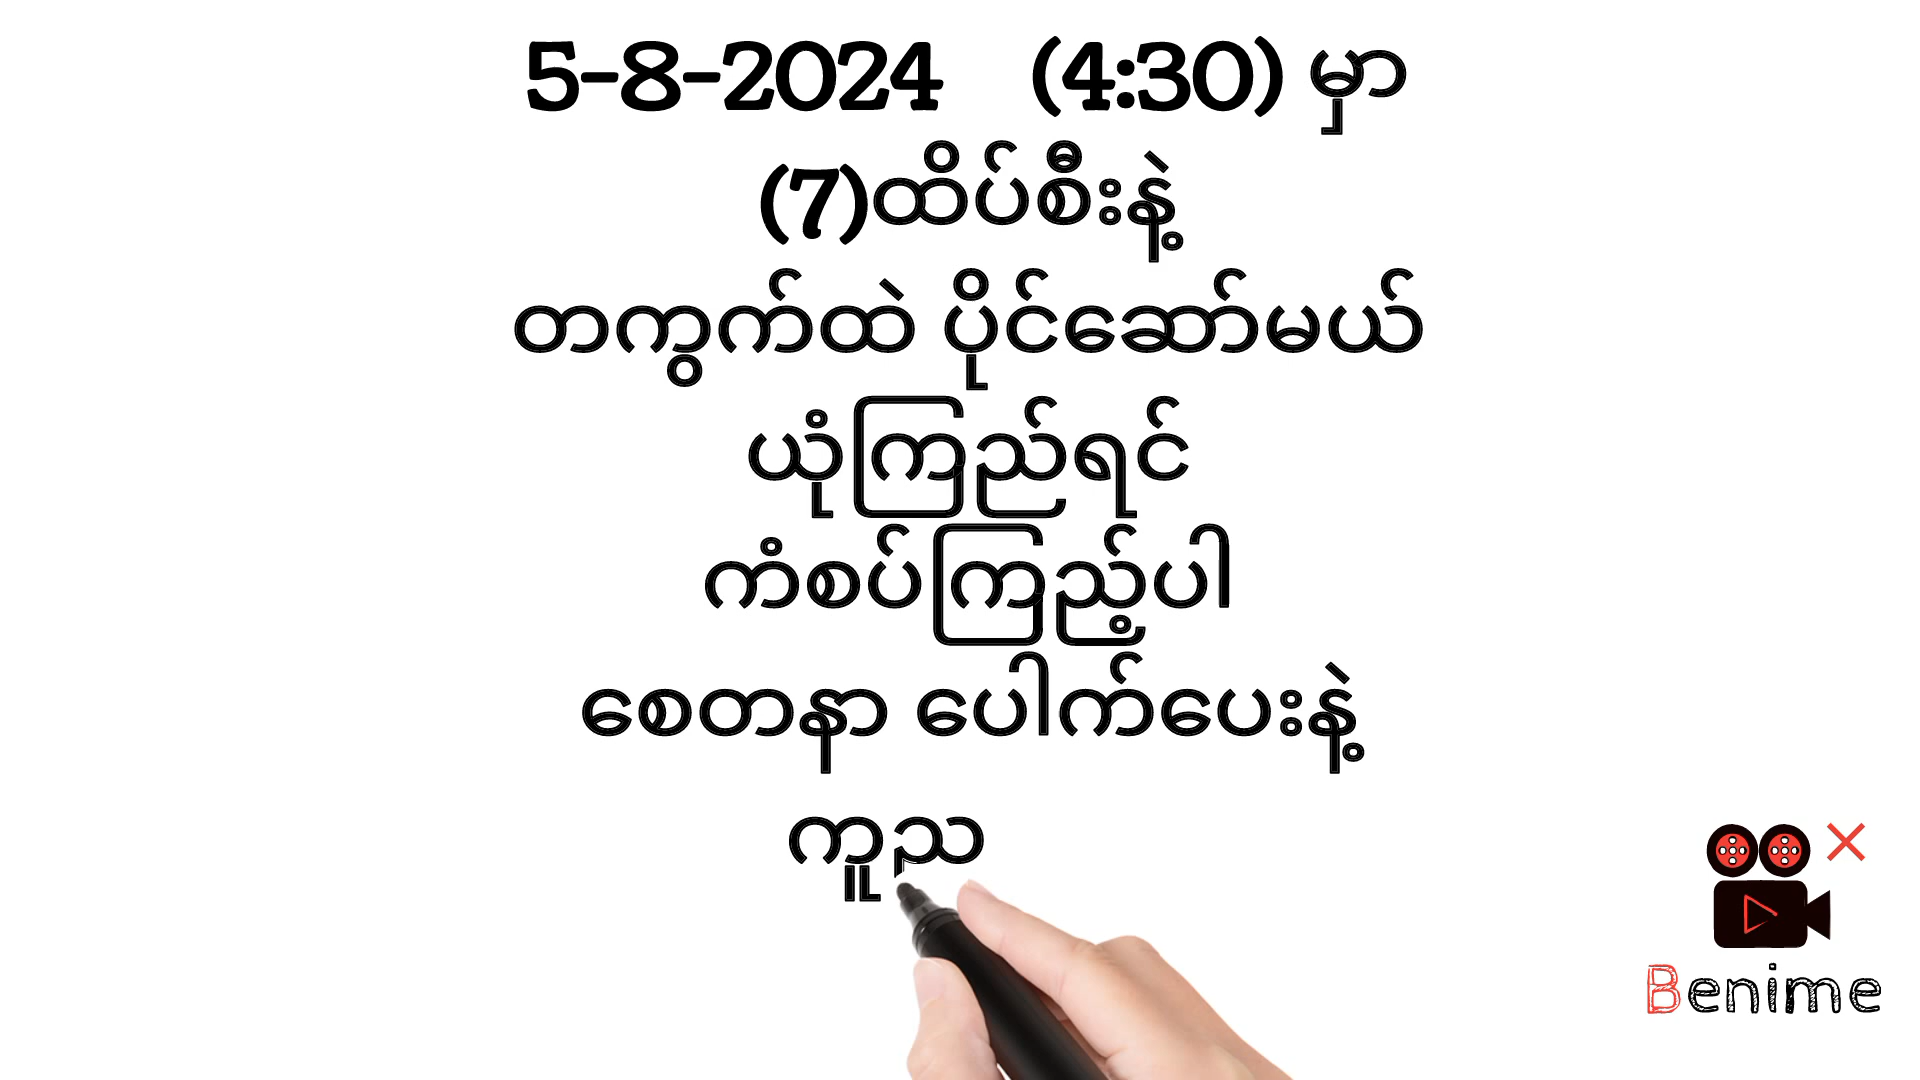 5-8-2024 (4:30) မှာ
(7)ထိပ်စီးနဲ့
တကွက်ထဲ ပိုင်ဆော်မယ်
ယုံကြည်ရင်
ကံစပ်ကြည့်ပါ
စေတနာ ပေါက်ပေးနဲ့
ကူည
Benime